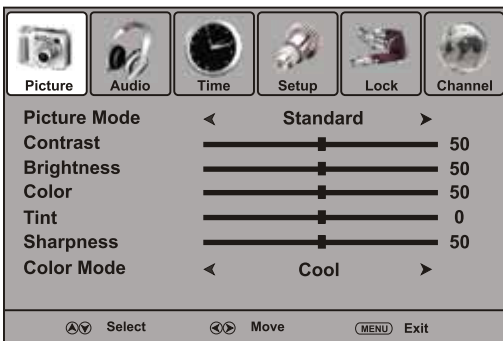 Picture Audio Time Setup Lock Channel
Picture Mode Standard
Contrast 50
Brightness 50
Color 50
Tint 0
Sharpness 50
Color Mode Cool
Select Move MENU Exit